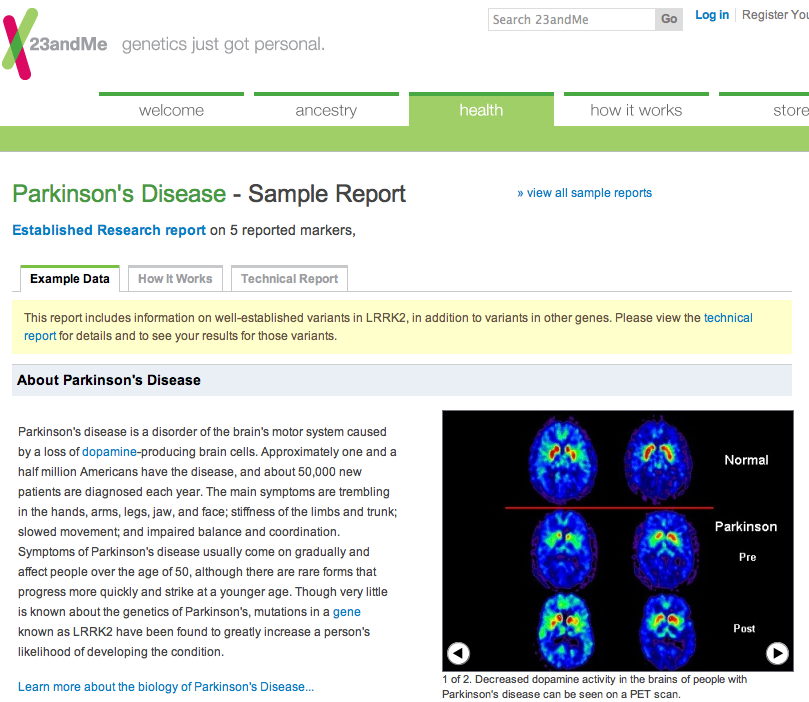 Search 23andMe
Go
Log in
Register You
23andMe genetics just got personal.
welcome
ancestry
health
how it works
store
Parkinson's Disease - Sample Report
» view all sample reports
Established Research report on 5 reported markers,
Example Data
How It Works
Technical Report
This report includes information on well-established variants in LRRK2, in addition to variants in other genes. Please view the technical
report for details and to see your results for those variants.
About Parkinson's Disease
Parkinson's disease is a disorder of the brain's motor system caused
by a loss of dopamine-producing brain cells. Approximately one and a
half million Americans have the disease, and about 50,000 new
patients are diagnosed each year. The main symptoms are trembling
in the hands, arms, legs, jaw, and face; stiffness of the limbs and trunk;
slowed movement; and impaired balance and coordination.
Symptoms of Parkinson's disease usually come on gradually and
affect people over the age of 50, although there are rare forms that
progress more quickly and strike at a younger age. Though very little
is known about the genetics of Parkinson's, mutations in a gene
known as LRRK2 have been found to greatly increase a person's
likelihood of developing the condition.
Learn more about the biology of Parkinson's Disease...
Normal
Parkinson
Pre
Post
1 of 2. Decreased dopamine activity in the brains of people with
Parkinson's disease can be seen on a PET scan.